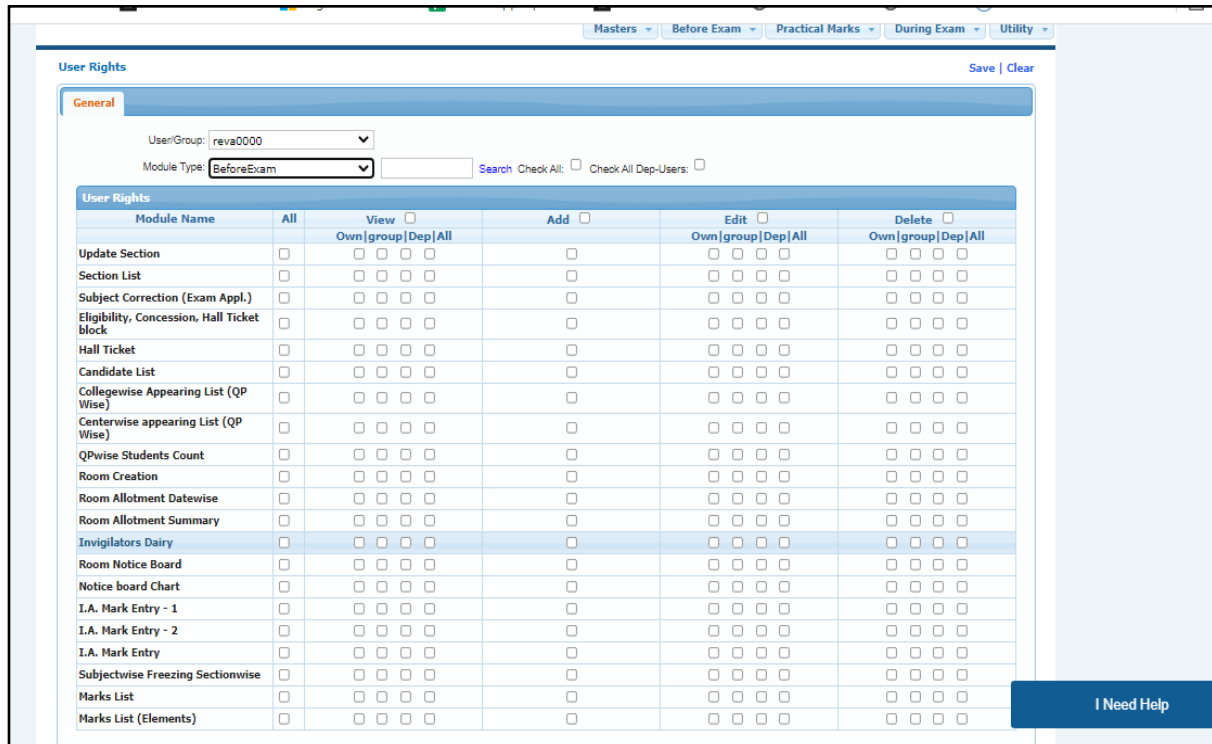 Masters Before Exam Practical Marks During Exam Utility
User Rights Save | Clear
General
User/Group: reva0000
Module Type: BeforeExam Search Check All: Check All Dep-Users:
User Rights
Module Name All View Add Edit Delete
Own|group|Dep|All Own|group|Dep|All Own|group|Dep|All
Update Section
Section List
Subject Correction (Exam Appl.)
Eligibility, Concession, Hall Ticket
block
Hall Ticket
Candidate List
Collegewise Appearing List (QP
Wise)
Centerwise appearing List (QP
Wise)
QPwise Students Count
Room Creation
Room Allotment Datewise
Room Allotment Summary
Invigilators Dairy
Room Notice Board
Notice board Chart
I.A. Mark Entry - 1
I.A. Mark Entry - 2
I.A. Mark Entry
Subjectwise Freezing Sectionwise
Marks List
Marks List (Elements)
I Need Help